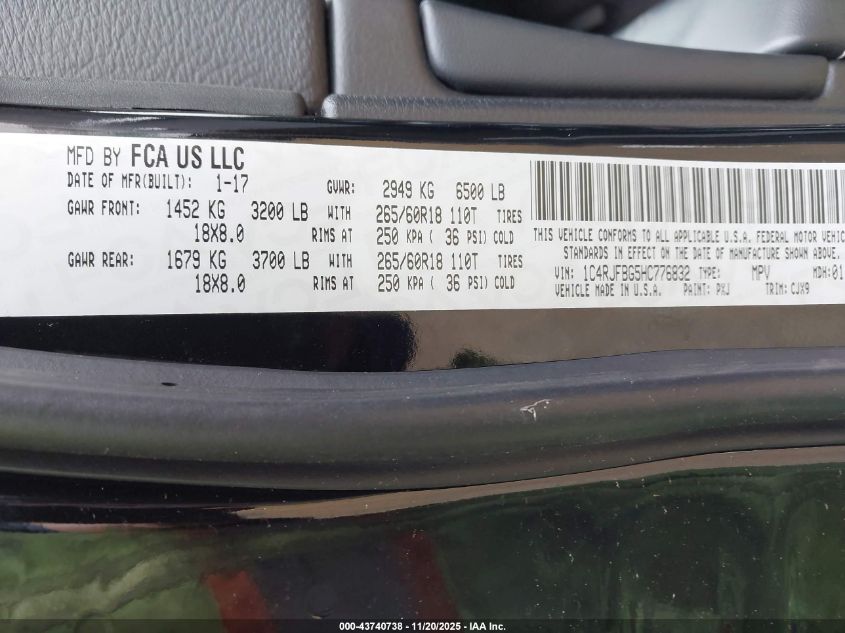 MFD BY FCA US LLC
DATE OF MFR(BUILT): 1-17 GVWR: 2949 KG 6500 LB
GAWR FRONT: 1452 KG 3200 LB WITH 265/60R18 110T TIRES
18X8.0 RIMS AT 250 KPA ( 36 PSI) COLD
GAWR REAR: 1679 KG 3700 LB WITH 265/60R18 110T TIRES
18X8.0 RIMS AT 250 KPA ( 36 PSI) COLD
THIS VEHICLE CONFORMS TO ALL APPLICABLE U.S.A. FEDERAL MOTOR VEHIC
STANDARDS IN EFFECT ON THE DATE OF MANUFACTURE SHOWN ABOVE.
VIN: 1C4RJFBG5HC776832 TYPE: MPV MDH:01
VEHICLE MADE IN U.S.A. PAINT: PXJ TRIM: CJX9
000-43740738 - 11/20/2025 - IAA Inc.